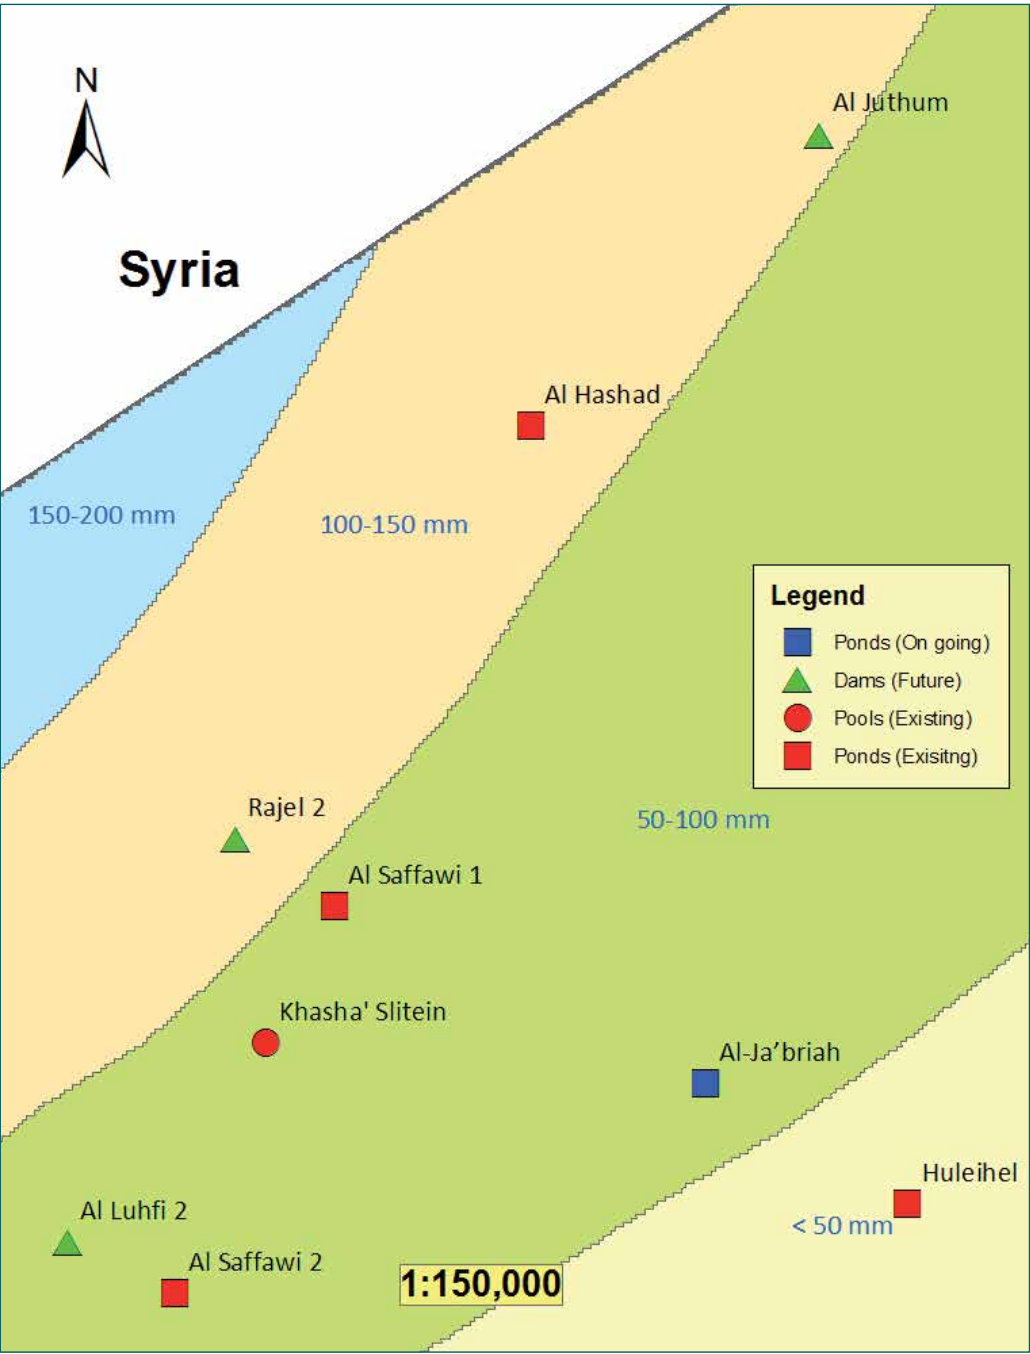 N
Al Juthum
Syria
Al Hashad
150-200 mm
100-150 mm
Legend
Ponds (On going)
Dams (Future)
Pools (Existing)
Ponds (Exisitng)
Rajel 2
50-100 mm
Al Saffawi 1
Khasha' Slitein
Al-Ja’briah
Huleihel
Al Luhfi 2
< 50 mm
Al Saffawi 2
1:150,000